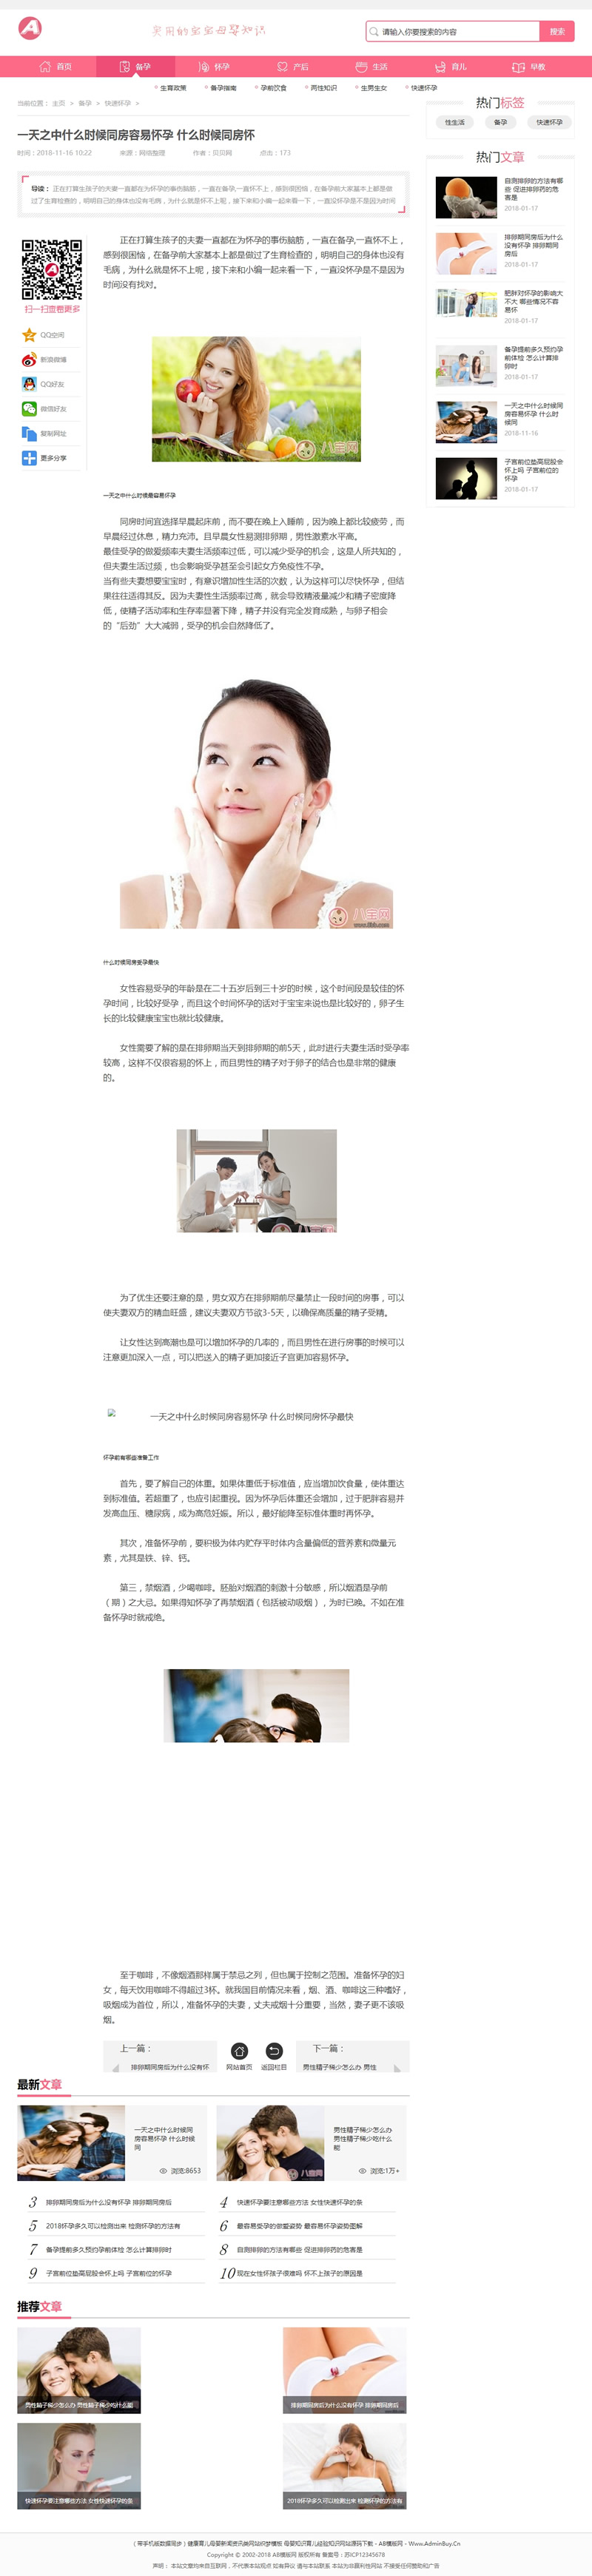 实用的宝宝母婴知识
请输入你要搜索的内容
搜索
首页 备孕 怀孕 产后 生活 育儿 早教
生育政策 备孕指南 孕前饮食 两性知识 生男生女 快速怀孕
当前位置： 主页 > 备孕 > 快速怀孕 >
一天之中什么时候同房容易怀孕 什么时候同房怀
时间：2018-11-16 10:22 来源：网络整理 作者：贝贝网 点击：173
导读： 正在打算生孩子的夫妻一直都在为怀孕的事伤脑筋，一直在备孕,一直怀不上，感到很困恼，在备孕前大家基本上都是做
过了生育检查的，明明自己的身体也没有毛病，为什么就是怀不上呢，接下来和小编一起来看一下，一直没怀孕是不是因为时间
扫一扫查看更多
QQ空间
新浪微博
QQ好友
微信好友
复制网址
更多分享
正在打算生孩子的夫妻一直都在为怀孕的事伤脑筋，一直在备孕,一直怀不上，
感到很困恼，在备孕前大家基本上都是做过了生育检查的，明明自己的身体也没有
毛病，为什么就是怀不上呢，接下来和小编一起来看一下，一直没怀孕是不是因为
时间没有找对。
八宝网
一天之中什么时候最容易怀孕
同房时间宜选择早晨起床前，而不要在晚上入睡前，因为晚上都比较疲劳，而
早晨经过休息，精力充沛。且早晨女性易测排卵期，男性激素水平高。
最佳受孕的做爱频率夫妻生活频率过低，可以减少受孕的机会，这是人所共知的，
但夫妻生活过频，也会影响受孕甚至会引起女方免疫性不孕。
当有些夫妻想要宝宝时，有意识增加性生活的次数，认为这样可以尽快怀孕，但结
果往往适得其反。因为夫妻性生活频率过高，就会导致精液量减少和精子密度降
低，使精子活动率和生存率显著下降，精子并没有完全发育成熟，与卵子相会
的“后劲”大大减弱，受孕的机会自然降低了。
八宝网
什么时候同房受孕最快
女性容易受孕的年龄是在二十五岁后到三十岁的时候，这个时间段是较佳的怀
孕时间，比较好受孕，而且这个时间怀孕的话对于宝宝来说也是比较好的，卵子生
长的比较健康宝宝也就比较健康。
女性需要了解的是在排卵期当天到排卵期的前5天，此时进行夫妻生活时受孕率
较高，这样不仅很容易的怀上，而且男性的精子对于卵子的结合也是非常的健康
的。
为了优生还要注意的是，男女双方在排卵期前尽量禁止一段时间的房事，可以
使夫妻双方的精血旺盛，建议夫妻双方节欲3-5天，以确保高质量的精子受精。
让女性达到高潮也是可以增加怀孕的几率的，而且男性在进行房事的时候可以
注意更加深入一点，可以把送入的精子更加接近子宫更加容易怀孕。
一天之中什么时候同房容易怀孕 什么时候同房怀孕最快
怀孕前有哪些准备工作
首先，要了解自己的体重。如果体重低于标准值，应当增加饮食量，使体重达
到标准值。若超重了，也应引起重视。因为怀孕后体重还会增加，过于肥胖容易并
发高血压、糖尿病，成为高危妊娠。所以，最好能降至标准体重时再怀孕。
其次，准备怀孕前，要积极为体内贮存平时体内含量偏低的营养素和微量元
素，尤其是铁、锌、钙。
第三，禁烟酒，少喝咖啡。胚胎对烟酒的刺激十分敏感，所以烟酒是孕前
（期）之大忌。如果得知怀孕了再禁烟酒（包括被动吸烟），为时已晚。不如在准
备怀孕时就戒绝。
至于咖啡，不像烟酒那样属于禁忌之列，但也属于控制之范围。准备怀孕的妇
女，每天饮用咖啡不得超过3杯。就我国目前情况来看，烟、酒、咖啡这三种嗜好，
吸烟成为首位，所以，准备怀孕的夫妻，丈夫戒烟十分重要，当然，妻子更不该吸
烟。
上一篇：
排卵期同房后为什么没有怀
网站首页
返回栏目
下一篇：
男性精子稀少怎么办 男性
最新文章
一天之中什么时候同
房容易怀孕 什么时候
同
浏览:8653
男性精子稀少怎么办
男性精子稀少吃什么
能
浏览:1万+
3 排卵期同房后为什么没有怀孕 排卵期同房后
4 快速怀孕要注意哪些方法 女性快速怀孕的条
5 2018怀孕多久可以检测出来 检测怀孕的方法有
6 最容易受孕的做爱姿势 最容易怀孕姿势图解
7 备孕提前多久预约孕前体检 怎么计算排卵时
8 自测排卵的方法有哪些 促进排卵药的危害是
9 子宫前位垫高屁股会怀上吗 子宫前位的怀孕
10 现在女性怀孩子很难吗 怀不上孩子的原因是
推荐文章
男性精子稀少怎么办 男性精子稀少吃什么能
排卵期同房后为什么没有怀孕 排卵期同房后
快速怀孕要注意哪些方法 女性快速怀孕的条
2018怀孕多久可以检测出来 检测怀孕的方法有
热门标签
性生活 备孕 快速怀孕
热门文章
自测排卵的方法有哪
些 促进排卵药的危
害是
2018-01-17
排卵期同房后为什么
没有怀孕 排卵期同
房后
2018-01-17
肥胖对怀孕的影响大
不大 哪些情况不容
易怀
2018-01-17
备孕提前多久预约孕
前体检 怎么计算排
卵时
2018-01-17
一天之中什么时候同
房容易怀孕 什么时
候同
2018-11-16
子宫前位垫高屁股会
怀上吗 子宫前位的
怀孕
2018-01-17
（带手机版数据同步）健康育儿母婴新闻资讯类网站织梦模板 母婴知识育儿经验知识网站源码下载 - AB模板网 - Www.AdminBuy.Cn
Copyright © 2002-2018 AB模板网 版权所有 备案号：苏ICP12345678
声明： 本站文章均来自互联网，不代表本站观点 如有异议 请与本站联系 本站为非赢利性网站 不接受任何赞助和广告